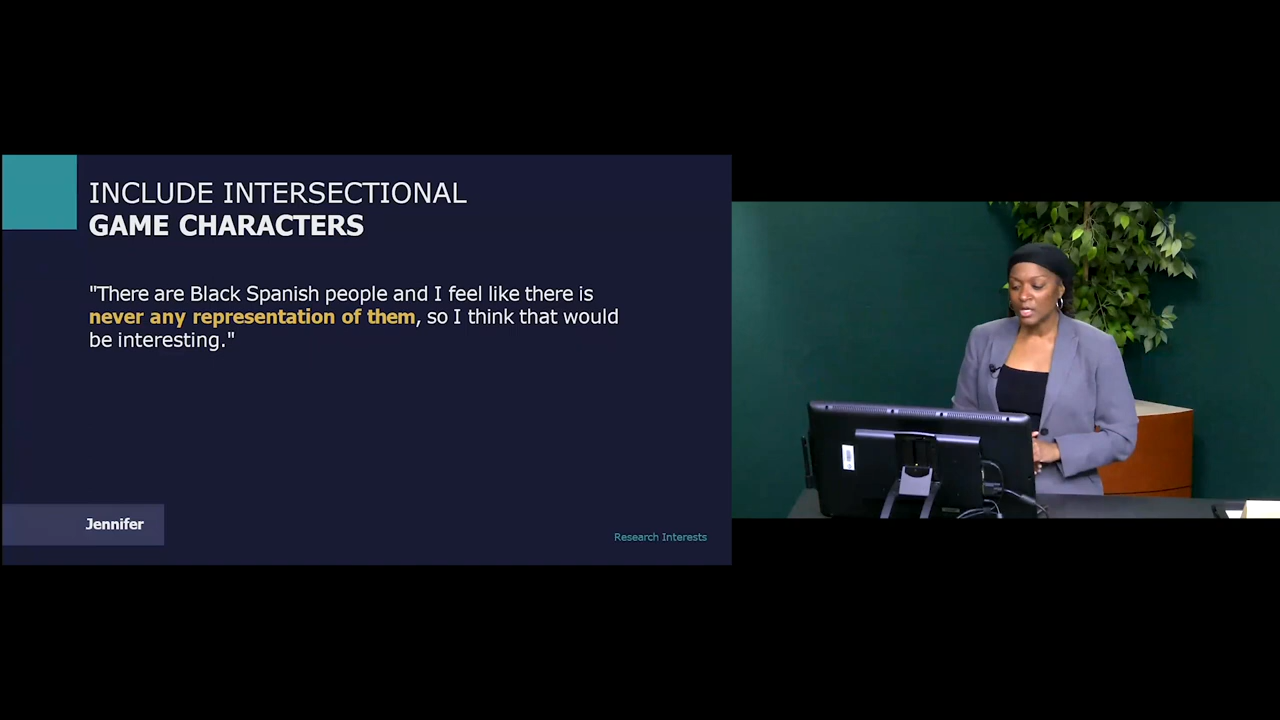 INCLUDE INTERSECTIONAL
GAME CHARACTERS
"There are Black Spanish people and I feel like there is
never any representation of them, so I think that would
be interesting."
Jennifer
Research Interests